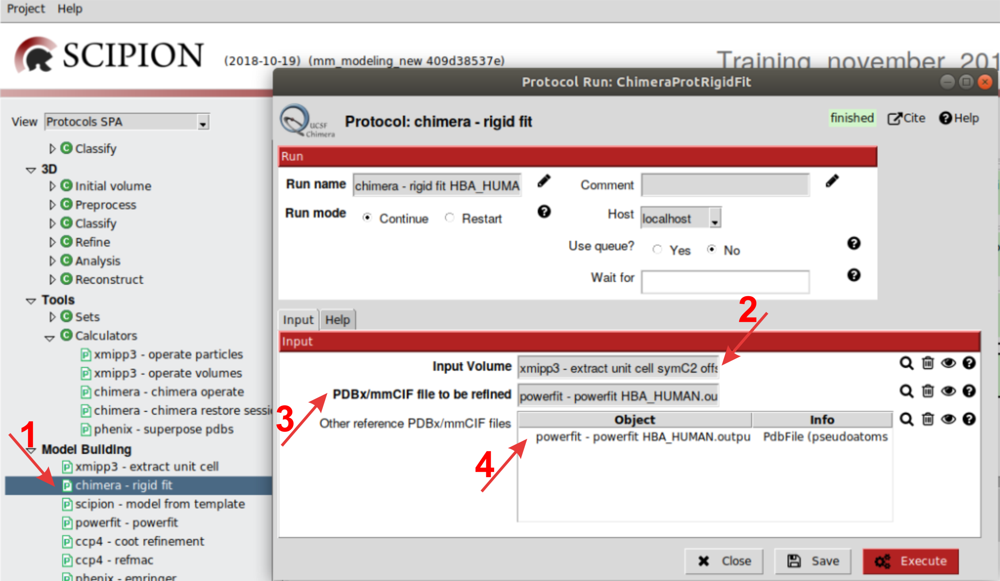 Project Help
SCIPION (2018-10-19) (mm_modeling_new 409d38537e) Training november 201
Protocol Run: ChimeraProtRigidFit
View Protocols SPA
Classify
3D
Initial volume
Preprocess
Classify
Refine
Analysis
Reconstruct
Tools
Sets
Calculators
xmipp3 - operate particles
xmipp3 - operate volumes
chimera - chimera operate
chimera - chimera restore sessi
phenix - superpose pdbs
1
Model Building
xmipp3 - extract unit cell
chimera - rigid fit
scipion - model from template
powerfit - powerfit
ccp4 - coot refinement
ccp4 - refmac
phenix - emringer
UCSF
Chimera
Protocol: chimera - rigid fit
finished Cite Help
Run
Run name chimera - rigid fit HBA_HUMA Comment
Run mode Continue Restart Host localhost
Use queue? Yes No
Wait for
2
Input Help
Input
Input Volume xmipp3 - extract unit cell symC2 offs
PDBx/mmCIF file to be refined powerfit - powerfit HBA_HUMAN.ou
3
Other reference PDBx/mmCIF files Object Info
powerfit - powerfit HBA_HUMAN.outpu PdbFile (pseudoatoms
4
Close Save Execute